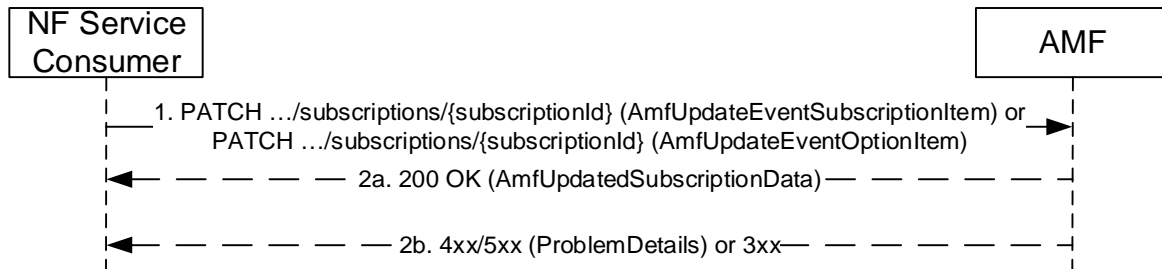 NF Service
Consumer
AMF
1. PATCH …/subscriptions/{subscriptionId} (AmfUpdateEventSubscriptionItem) or
PATCH …/subscriptions/{subscriptionId} (AmfUpdateEventOptionItem)
2a. 200 OK (AmfUpdatedSubscriptionData)
2b. 4xx/5xx (ProblemDetails) or 3xx